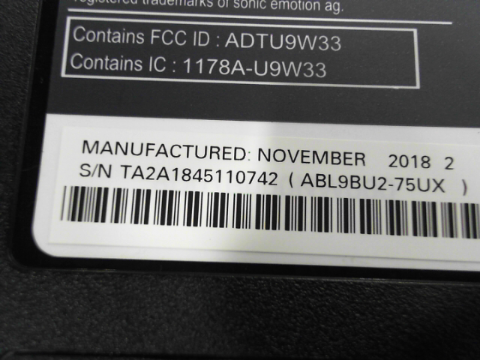 registered trademarks of sonic emotion ag.
Contains FCC ID : ADTU9W33
Contains IC : 1178A-U9W33
MANUFACTURED: NOVEMBER 2018 2
S/N TA2A1845110742 ( ABL9BU2-75UX )